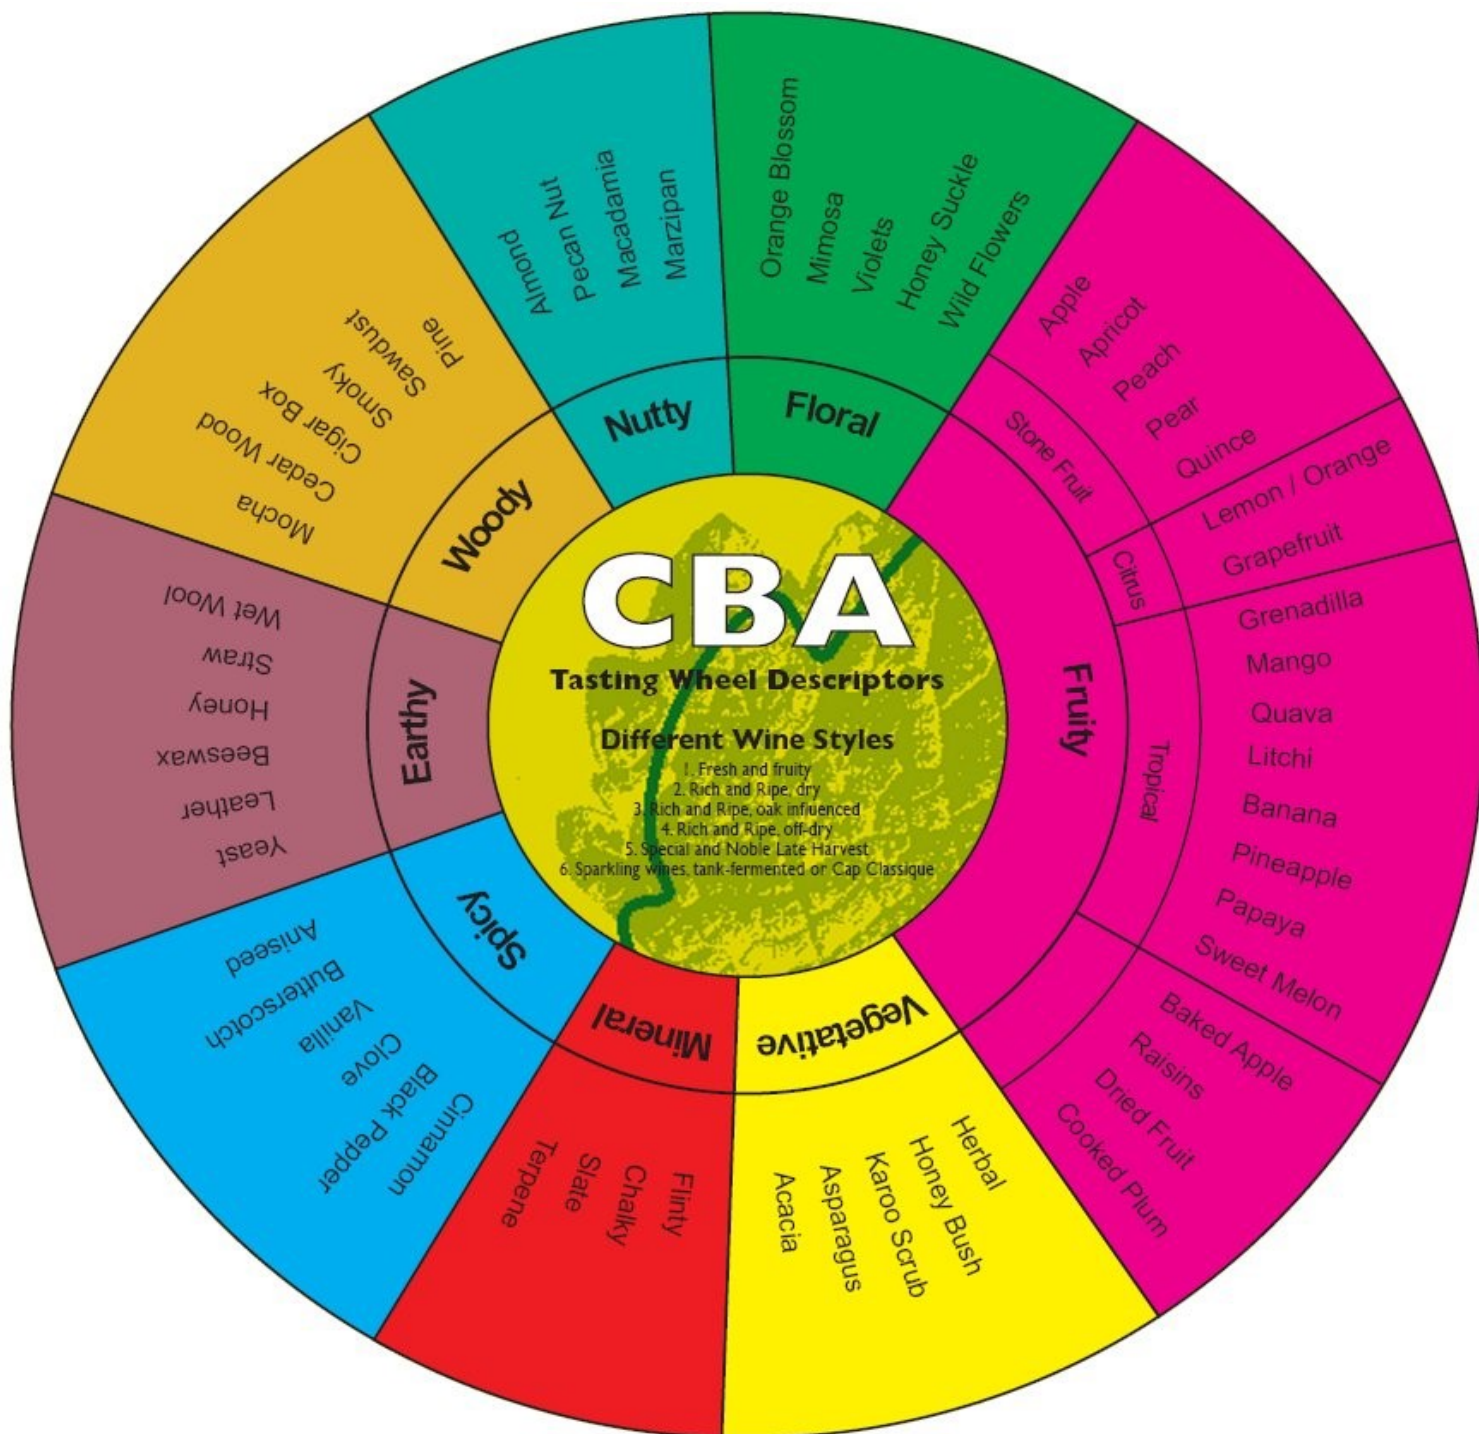 CBA
Tasting Wheel Descriptors
Different Wine Styles
1. Fresh and fruity
2. Rich and Ripe, dry
3. Rich and Ripe, oak influenced
4. Rich and Ripe, off-dry
5. Special and Noble Late Harvest
6. Sparkling wines, tank-fermented or Cap Classique
Floral
Orange Blossom
Mimosa
Violets
Honey Suckle
Wild Flowers
Fruity
Stone Fruit
Apple
Apricot
Peach
Pear
Quince
Citrus
Lemon / Orange
Grapefruit
Tropical
Grenadilla
Mango
Quava
Litchi
Banana
Pineapple
Papaya
Sweet Melon
Baked Apple
Raisins
Dried Fruit
Cooked Plum
Vegetative
Herbal
Honey Bush
Karoo Scrub
Asparagus
Acacia
Mineral
Flinty
Chalky
Slate
Terpene
Spicy
Cinnamon
Black Pepper
Clove
Vanilla
Butterscotch
Aniseed
Earthy
Yeast
Leather
Beeswax
Honey
Straw
Wet Wool
Woody
Mocha
Cedar Wood
Cigar Box
Smoky
Sawdust
Pine
Nutty
Almond
Pecan Nut
Macadamia
Marzipan